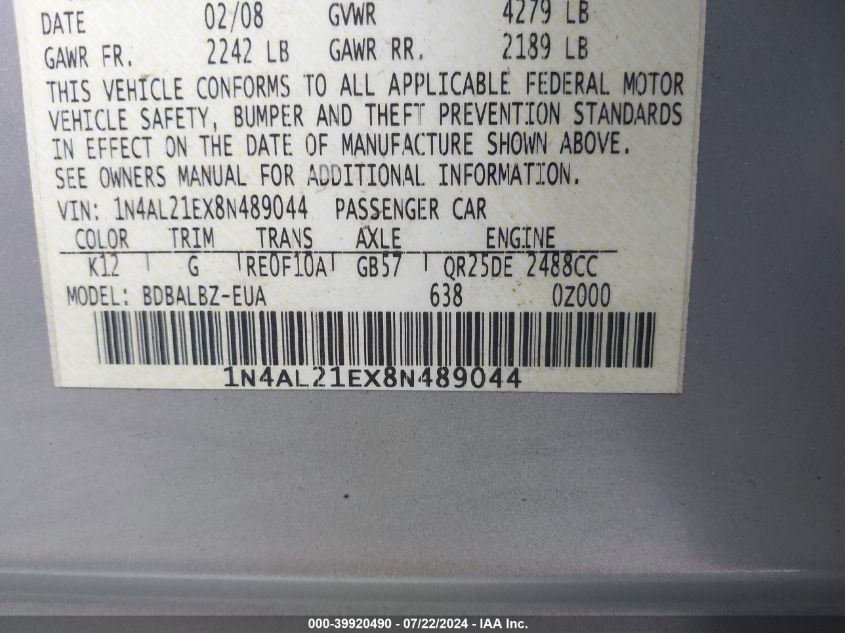 DATE 02/08 GVWR 4279 LB
GAWR FR. 2242 LB GAWR RR. 2189 LB
THIS VEHICLE CONFORMS TO ALL APPLICABLE FEDERAL MOTOR
VEHICLE SAFETY, BUMPER AND THEFT PREVENTION STANDARDS
IN EFFECT ON THE DATE OF MANUFACTURE SHOWN ABOVE.
SEE OWNERS MANUAL FOR ADDITIONAL INFORMATION.
VIN: 1N4AL21EX8N489044 PASSENGER CAR
COLOR TRIM TRANS AXLE ENGINE
K12 G RE0F10A GB57 QR25DE 2488CC
MODEL: BDBALBZ-EUA 638 0Z000
1N4AL21EX8N489044
000-39920490 - 07/22/2024 - IAA Inc.